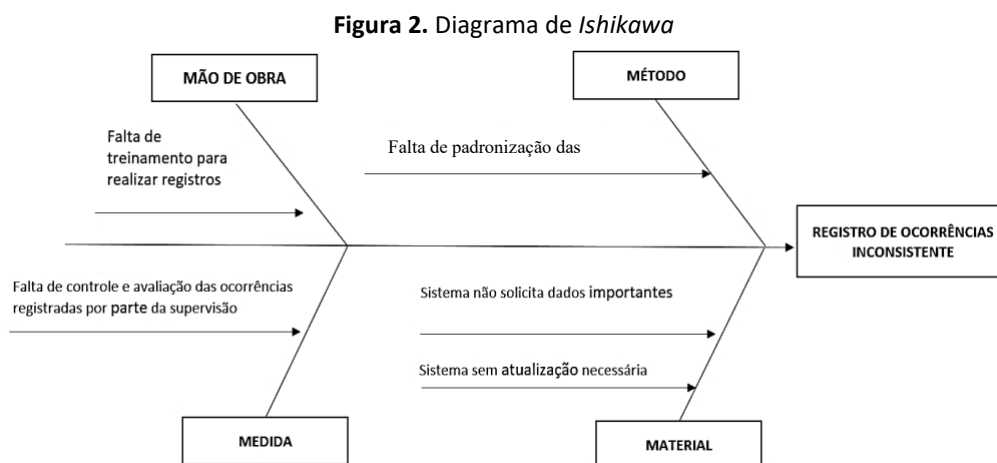 Figura 2. Diagrama de Ishikawa
MÃO DE OBRA
MÉTODO
Falta de
treinamento para
realizar registros
Falta de padronização das
REGISTRO DE OCORRÊNCIAS
INCONSISTENTE
Falta de controle e avaliação das ocorrências
registradas por parte da supervisão
Sistema não solicita dados importantes
Sistema sem atualização necessária
MEDIDA
MATERIAL